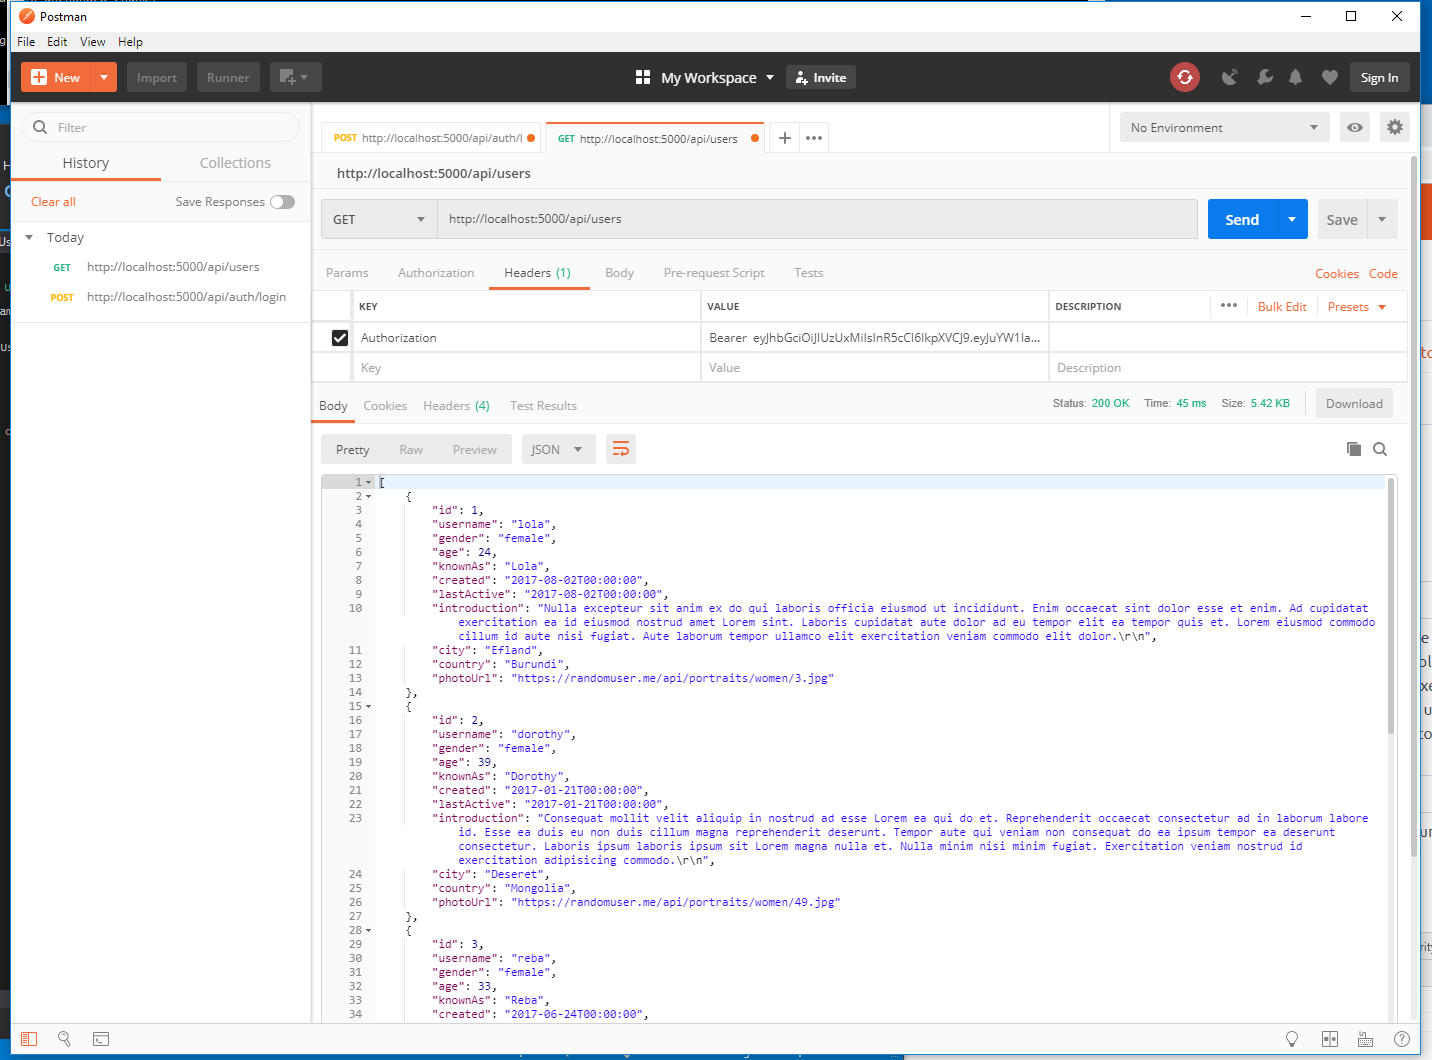 Postman
File Edit View Help
New Import Runner My Workspace Invite Sign In
Filter
History Collections
Clear all Save Responses
Today
GET http://localhost:5000/api/users
POST http://localhost:5000/api/auth/login
POST http://localhost:5000/api/auth/l GET http://localhost:5000/api/users + ••• No Environment
http://localhost:5000/api/users
GET http://localhost:5000/api/users Send Save
Params Authorization Headers (1) Body Pre-request Script Tests Cookies Code
KEY VALUE DESCRIPTION ••• Bulk Edit Presets
Authorization Bearer
Key Value Description
Body Cookies Headers (4) Test Results Status: 200 OK Time: 45 ms Size: 5.42 KB Download
Pretty Raw Preview JSON
1 [
2 {
3 "id": 1,
4 "username": "lola",
5 "gender": "female",
6 "age": 24,
7 "knownAs": "Lola",
8 "created": "2017-08-02T00:00:00",
9 "lastActive": "2017-08-02T00:00:00",
10 "introduction": "Nulla excepteur sit anim ex do qui laboris officia eiusmod ut incididunt. Enim occaecat sint dolor esse et enim. Ad cupidatat
exercitation ea id eiusmod nostrud amet Lorem sint. Laboris cupidatat aute dolor ad eu tempor elit ea tempor quis et. Lorem eiusmod commodo
cillum id aute nisi fugiat. Aute laborum tempor ullamco elit exercitation veniam commodo elit dolor.\r\n",
11 "city": "Efland",
12 "country": "Burundi",
13 "photoUrl": "https://randomuser.me/api/portraits/women/3.jpg"
14 },
15 {
16 "id": 2,
17 "username": "dorothy",
18 "gender": "female",
19 "age": 39,
20 "knownAs": "Dorothy",
21 "created": "2017-01-21T00:00:00",
22 "lastActive": "2017-01-21T00:00:00",
23 "introduction": "Consequat mollit velit aliquip in nostrud ad esse Lorem ea qui do et. Reprehenderit occaecat consectetur ad in laborum labore
id. Esse ea duis eu non duis cillum magna reprehenderit deserunt. Tempor aute qui veniam non consequat do ea ipsum tempor ea deserunt
consectetur. Laboris ipsum laboris ipsum sit Lorem magna nulla et. Nulla minim nisi minim fugiat. Exercitation veniam nostrud id
exercitation adipisicing commodo.\r\n",
24 "city": "Deseret",
25 "country": "Mongolia",
26 "photoUrl": "https://randomuser.me/api/portraits/women/49.jpg"
27 },
28 {
29 "id": 3,
30 "username": "reba",
31 "gender": "female",
32 "age": 33,
33 "knownAs": "Reba",
34 "created": "2017-06-24T00:00:00",